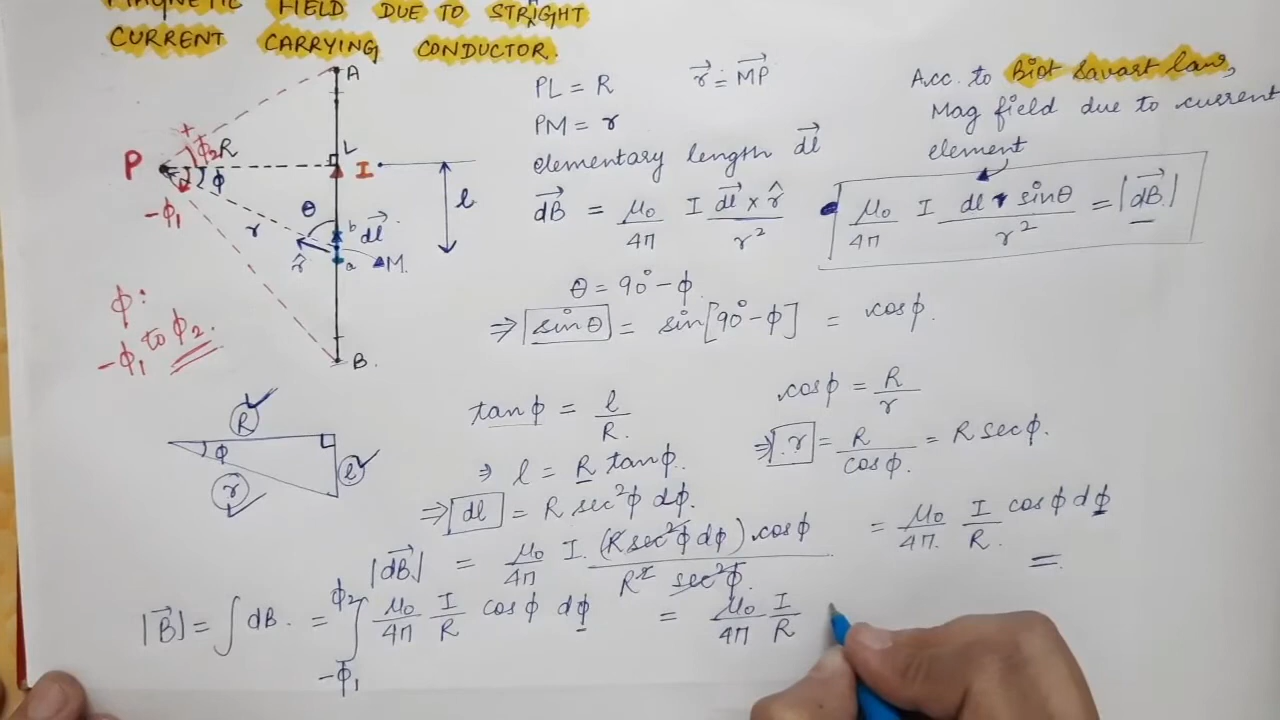 MAGNETIC FIELD DUE TO STRIGHT
CURRENT CARRYING CONDUCTOR.
A
+
ϕ₂
R
L
P
I
ϕ
-ϕ₁
θ
l
r
b
dl⃗
r̂
a
M.
B.
ϕ:
-ϕ₁ to ϕ₂.
R
ϕ
l
r
PL = R r⃗ = MP⃗
PM = r
elementary length dl⃗
dB⃗ = μ₀/4π I dl⃗ × r̂/r²
Acc. to Biot Savart law,
Mag field due to current
element
μ₀/4π I dl sinθ/r² = |dB⃗|
θ = 90° - ϕ.
⇒ sinθ = sin[90° - ϕ] = cosϕ.
tanϕ = l/R.
⇒ l = R tanϕ.
⇒ dl = R sec²ϕ dϕ.
cosϕ = R/r
⇒ r = R/cosϕ. = R secϕ.
|dB⃗| = μ₀/4π I. (R sec²ϕ dϕ) cosϕ/R² sec²ϕ. = μ₀/4π. I/R. cosϕ dϕ
|B⃗| = ∫ dB. = ∫_{-ϕ₁}^{ϕ₂} μ₀/4π I/R cosϕ dϕ = μ₀/4π I/R